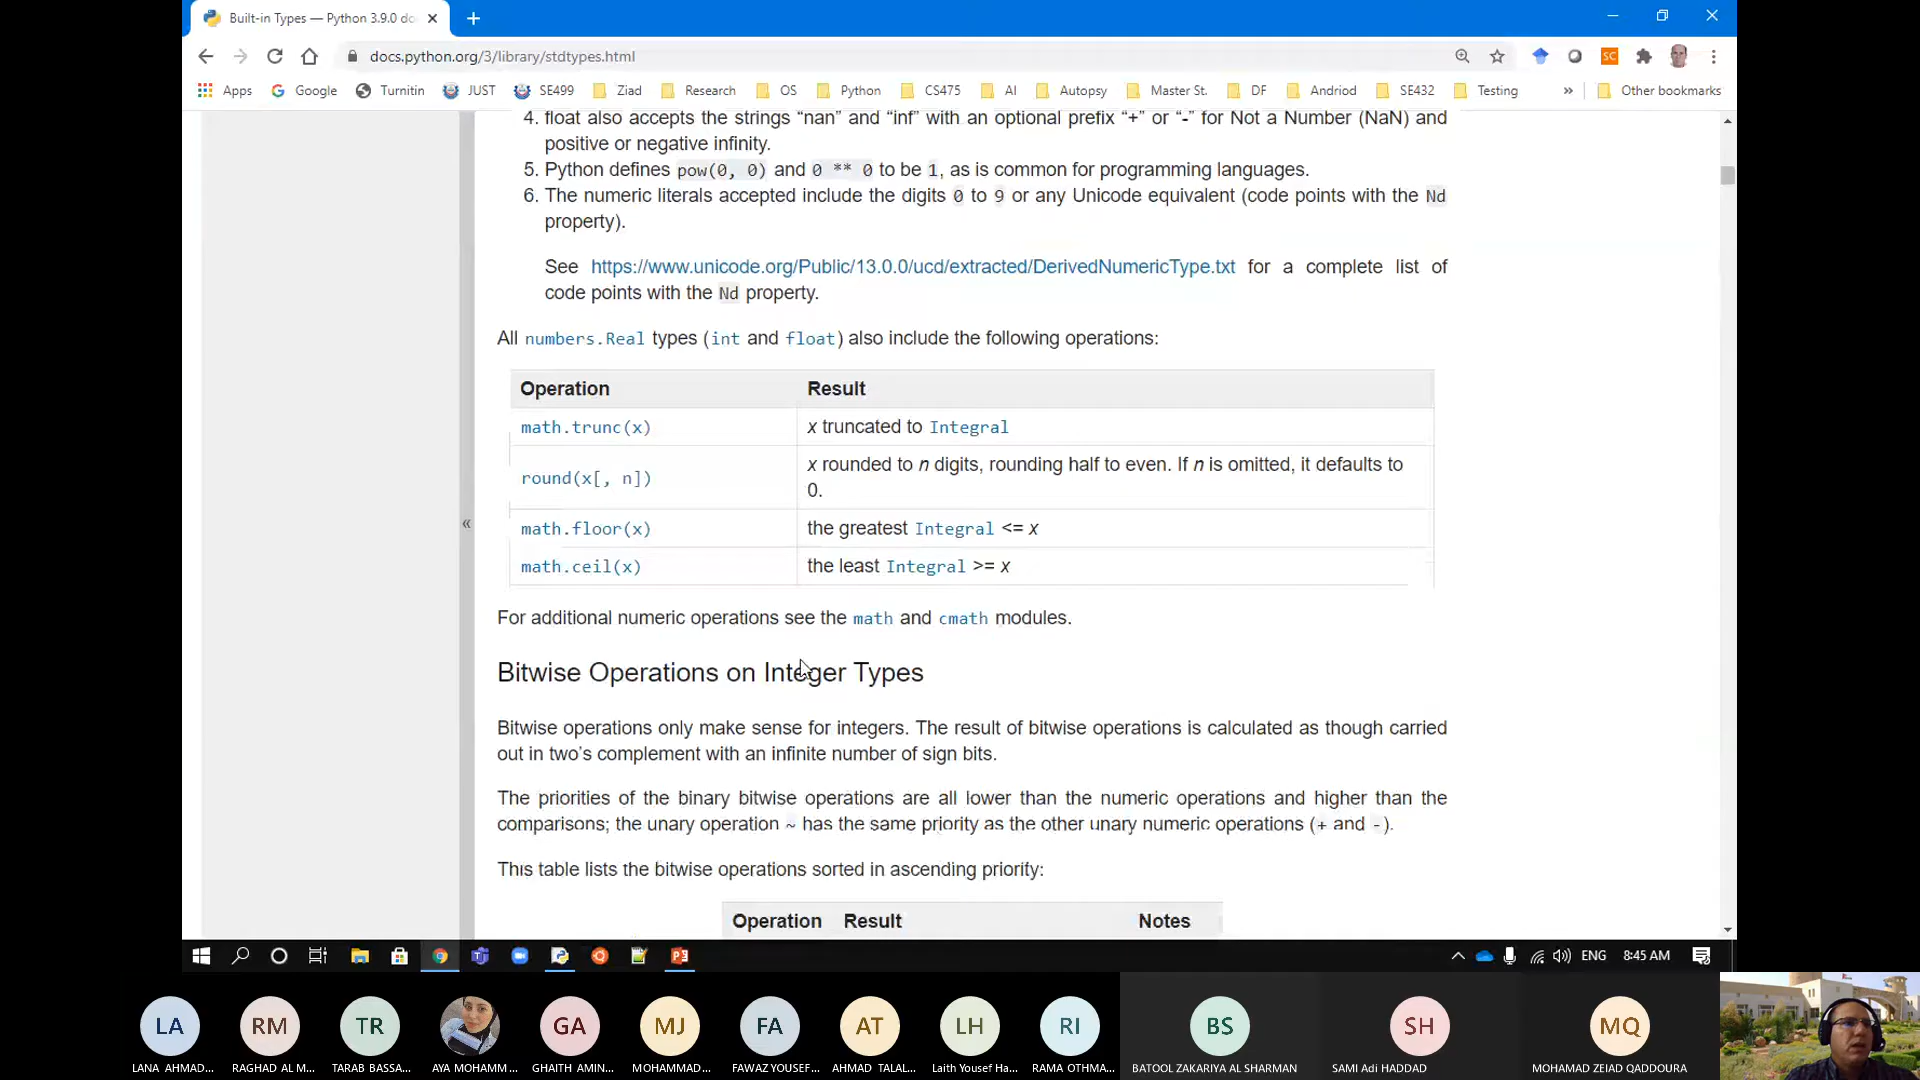 Built-in Types — Python 3.9.0 do
docs.python.org/3/library/stdtypes.html
Apps Google Turnitin JUST SE499 Ziad Research OS Python CS475 AI Autopsy Master St. DF Andriod SE432 Testing » Other bookmarks
SC
4. float also accepts the strings “nan” and “inf” with an optional prefix “+” or “-” for Not a Number (NaN) and
positive or negative infinity.
5. Python defines pow(0, 0) and 0 ** 0 to be 1, as is common for programming languages.
6. The numeric literals accepted include the digits 0 to 9 or any Unicode equivalent (code points with the Nd
property).
See https://www.unicode.org/Public/13.0.0/ucd/extracted/DerivedNumericType.txt for a complete list of
code points with the Nd property.
All numbers.Real types (int and float) also include the following operations:
Operation Result
math.trunc(x) x truncated to Integral
round(x[, n]) x rounded to n digits, rounding half to even. If n is omitted, it defaults to
0.
math.floor(x) the greatest Integral <= x
math.ceil(x) the least Integral >= x
«
For additional numeric operations see the math and cmath modules.
Bitwise Operations on Integer Types
Bitwise operations only make sense for integers. The result of bitwise operations is calculated as though carried
out in two’s complement with an infinite number of sign bits.
The priorities of the binary bitwise operations are all lower than the numeric operations and higher than the
comparisons; the unary operation ~ has the same priority as the other unary numeric operations (+ and -).
This table lists the bitwise operations sorted in ascending priority:
Operation Result Notes
ENG 8:45 AM
LA RM TR GA MJ FA AT LH RI BS SH MQ
LANA AHMAD... RAGHAD AL M... TARAB BASSA... AYA MOHAMM ... GHAITH AMIN... MOHAMMAD... FAWAZ YOUSEF... AHMAD TALAL... Laith Yousef Ha... RAMA OTHMA... BATOOL ZAKARIYA AL SHARMAN SAMI Adi HADDAD MOHAMAD ZEIAD QADDOURA